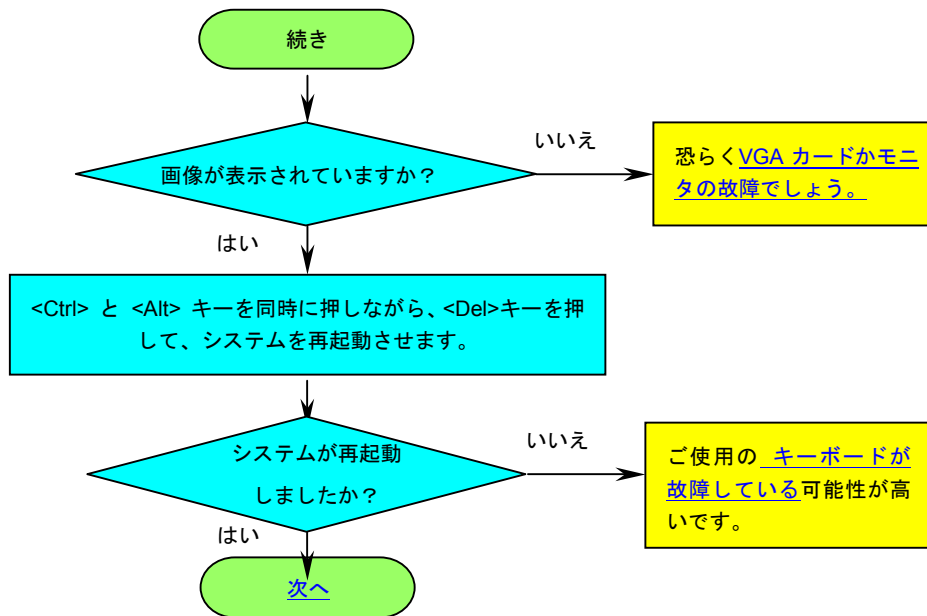 続き
画像が表示されていますか？
いいえ
恐らくVGA カードかモニ
タの故障でしょう。
はい
<Ctrl> と <Alt> キーを同時に押しながら、<Del>キーを押
して、システムを再起動させます。
システムが再起動
しましたか？
いいえ
ご使用の キーボードが
故障している可能性が高
いです。
はい
次へ